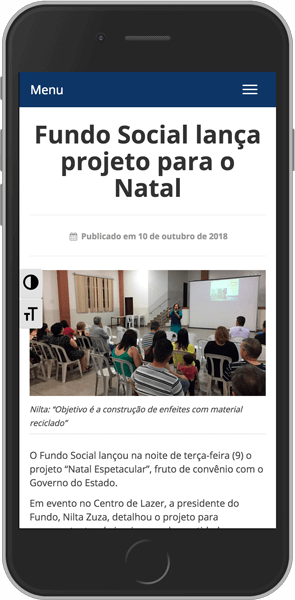 Menu
Fundo Social lança
projeto para o
Natal
Publicado em 10 de outubro de 2018
Nilta: “Objetivo é a construção de enfeites com material
reciclado”
O Fundo Social lançou na noite de terça-feira (9) o
projeto “Natal Espetacular”, fruto de convênio com o
Governo do Estado.
Em evento no Centro de Lazer, a presidente do
Fundo, Nilta Zuza, detalhou o projeto para